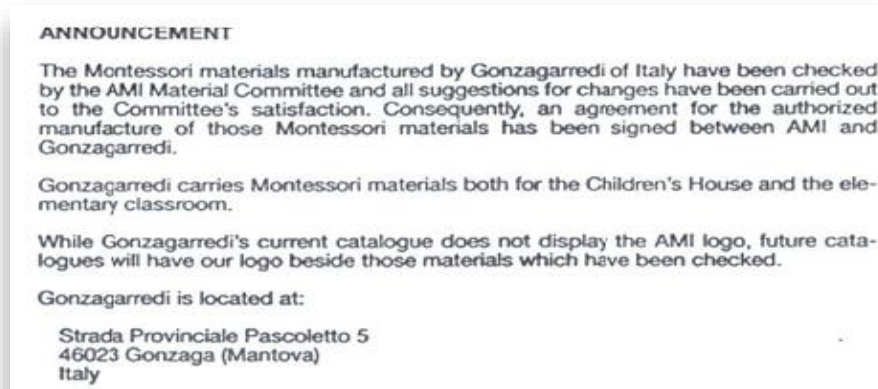 ANNOUNCEMENT
The Montessori materials manufactured by Gonzagarredi of Italy have been checked
by the AMI Material Committee and all suggestions for changes have been carried out
to the Committee's satisfaction. Consequently, an agreement for the authorized
manufacture of those Montessori materials has been signed between AMI and
Gonzagarredi.
Gonzagarredi carries Montessori materials both for the Children's House and the ele-
mentary classroom.
While Gonzagarredi's current catalogue does not display the AMI logo, future cata-
logues will have our logo beside those materials which have been checked.
Gonzagarredi is located at:
Strada Provinciale Pascoletto 5
46023 Gonzaga (Mantova)
Italy